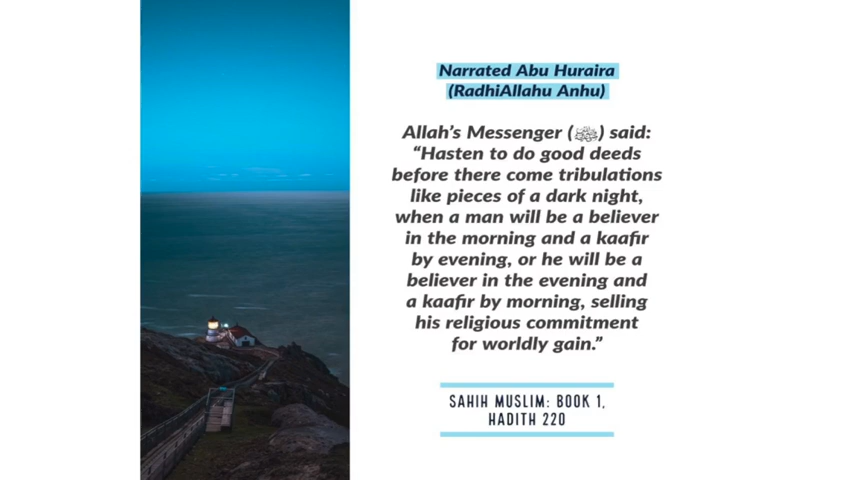 Narrated Abu Huraira
(RadhiAllahu Anhu)
Allah's Messenger (ﷺ) said:
“Hasten to do good deeds
before there come tribulations
like pieces of a dark night,
when a man will be a believer
in the morning and a kaafir
by evening, or he will be a
believer in the evening and
a kaafir by morning, selling
his religious commitment
for worldly gain.”
SAHIH MUSLIM: BOOK 1,
HADITH 220